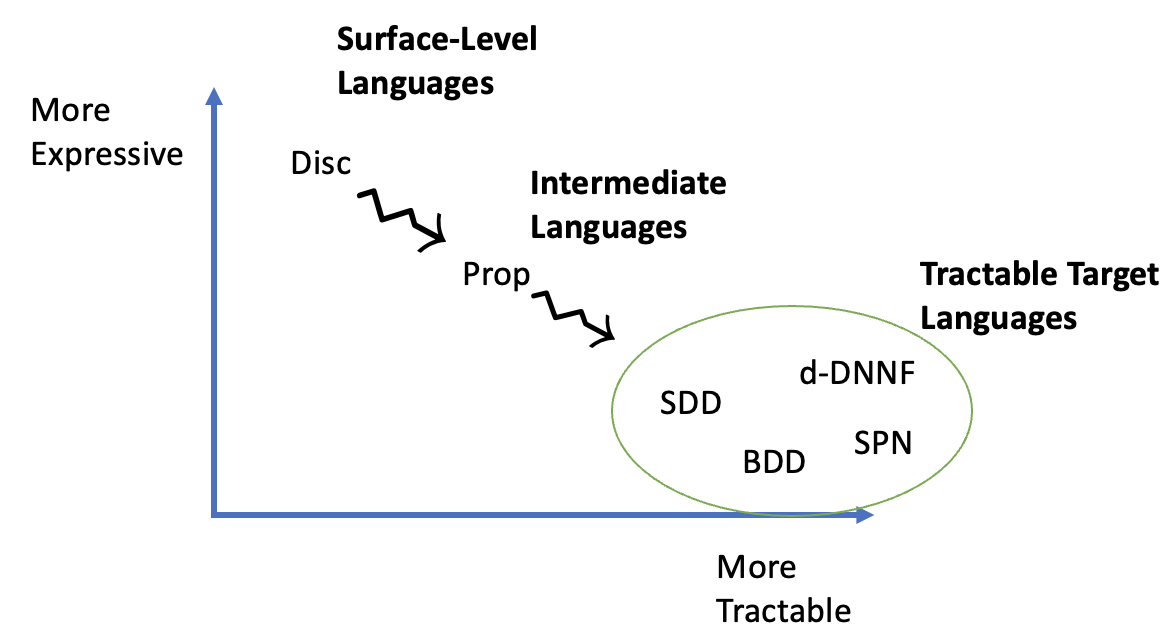 Surface-Level
Languages
More
Expressive
Disc
Intermediate
Languages
Prop
Tractable Target
Languages
d-DNNF
SDD
SPN
BDD
More
Tractable